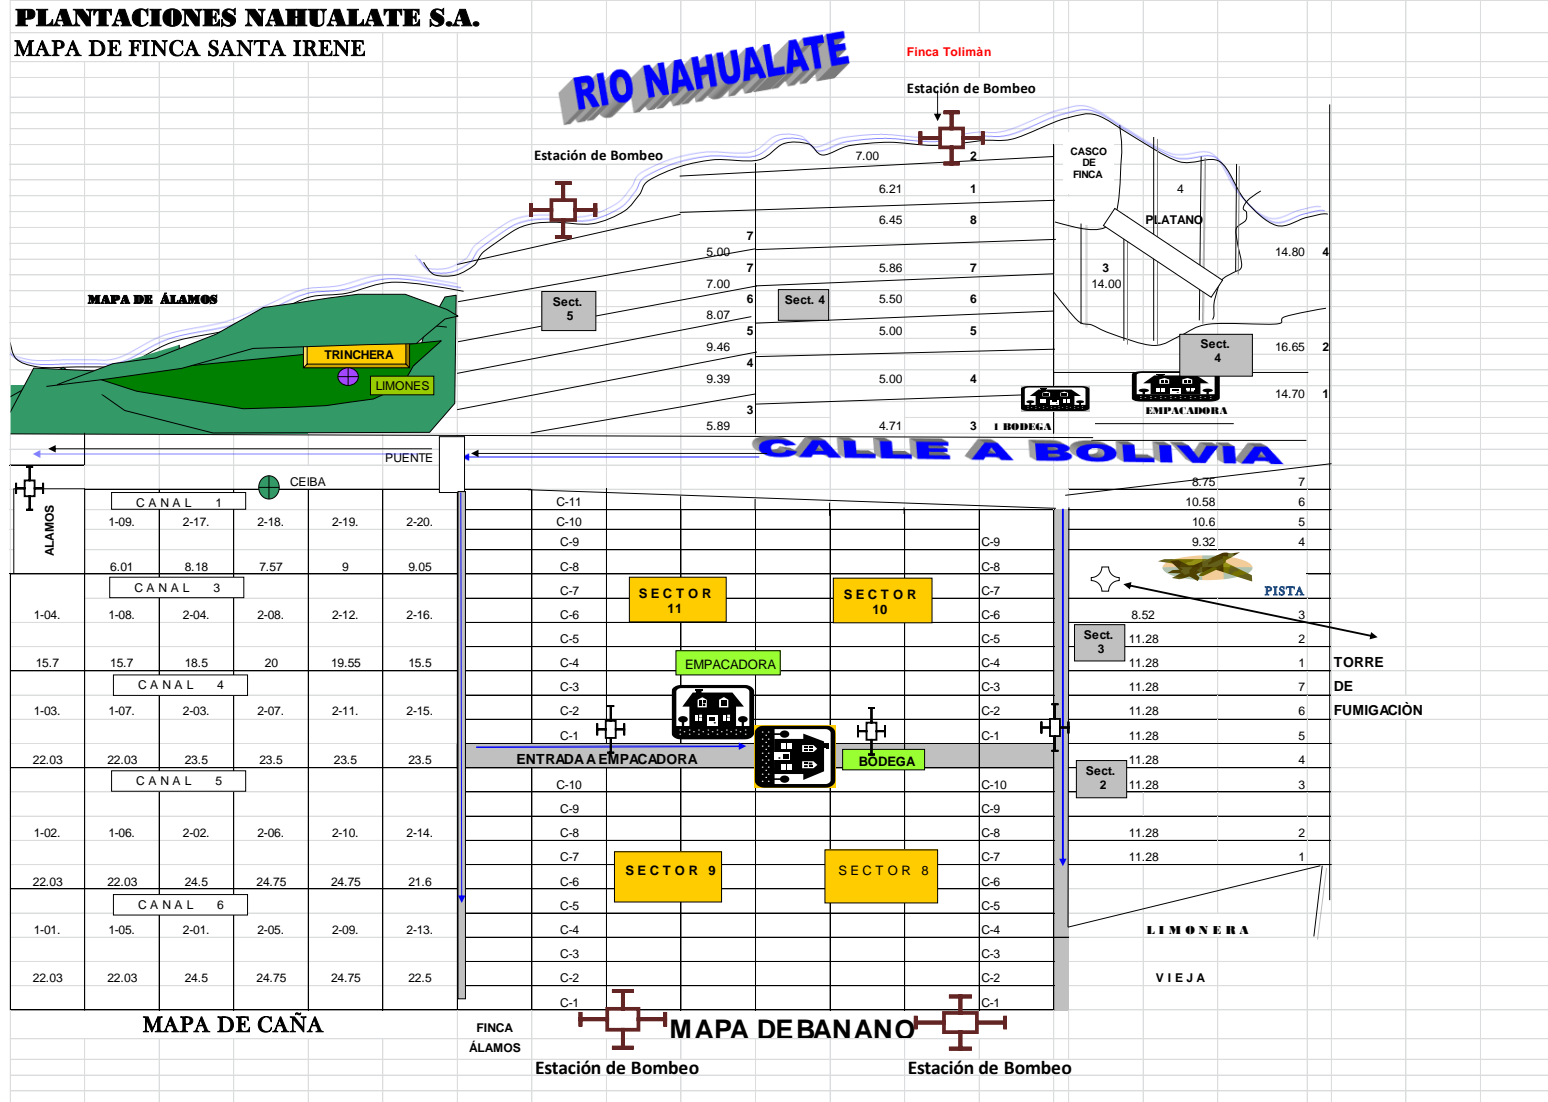 PLANTACIONES NAHUALATE S.A.
MAPA DE FINCA SANTA IRENE
RIO NAHUALATE
Finca Tolimàn
Estación de Bombeo
Estación de Bombeo
7.00 2
CASCO
DE
FINCA
6.21 1
4
6.45 8
PLATANO
7
5.00
14.80 4
7
5.86 7
3
7.00
14.00
MAPA DE ÁLAMOS
Sect.
5
6
Sect. 4
5.50 6
8.07
5
5.00 5
9.46
Sect.
4
16.65 2
TRINCHERA
4
LIMONES
9.39
5.00 4
14.70 1
3
EMPACADORA
5.89
4.71 3
1 BODEGA
CALLE A BOLIVIA
PUENTE
CEIBA
8.75 7
ALAMOS
CANAL 1
C-11
10.58 6
1-09. 2-17. 2-18. 2-19. 2-20.
C-10
10.6 5
C-9 C-9
9.32 4
6.01 8.18 7.57 9 9.05
C-8 C-8
CANAL 3
C-7 C-7
PISTA
SECTOR
11
SECTOR
10
1-04. 1-08. 2-04. 2-08. 2-12. 2-16.
C-6 C-6
8.52 3
C-5 C-5
Sect.
3
11.28 2
15.7 15.7 18.5 20 19.55 15.5
C-4 EMPACADORA C-4
11.28 1
TORRE
CANAL 4
C-3 C-3
11.28 7
DE
1-03. 1-07. 2-03. 2-07. 2-11. 2-15.
C-2 C-2
11.28 6
FUMIGACIÒN
C-1 C-1
11.28 5
22.03 22.03 23.5 23.5 23.5 23.5
ENTRADA A EMPACADORA
BODEGA
11.28 4
CANAL 5
C-10 C-10
Sect.
2
11.28 3
C-9 C-9
1-02. 1-06. 2-02. 2-06. 2-10. 2-14.
C-8 C-8
11.28 2
C-7 C-7
11.28 1
SECTOR 9
SECTOR 8
22.03 22.03 24.5 24.75 24.75 21.6
C-6 C-6
CANAL 6
C-5 C-5
1-01. 1-05. 2-01. 2-05. 2-09. 2-13.
C-4 C-4
LIMONERA
C-3 C-3
22.03 22.03 24.5 24.75 24.75 22.5
C-2 C-2
VIEJA
C-1 C-1
MAPA DE CAÑA
FINCA
ÁLAMOS
MAPA DE BANANO
Estación de Bombeo
Estación de Bombeo